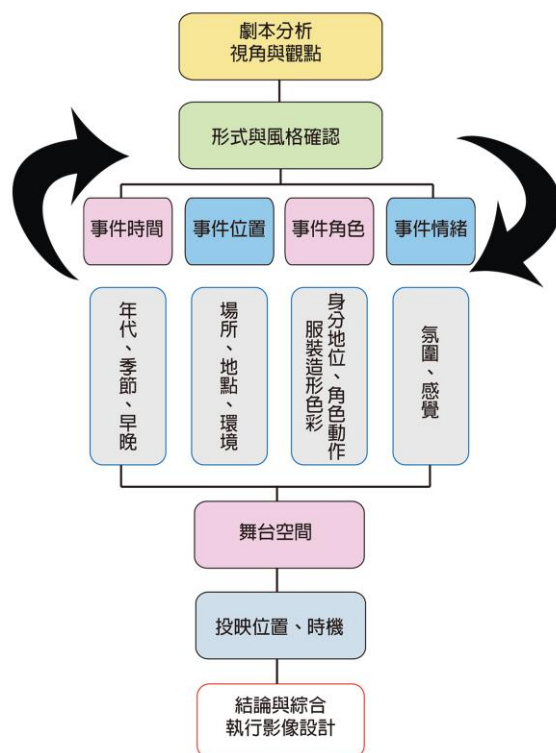 劇本分析
視角與觀點
形式與風格確認
事件時間
事件位置
事件角色
事件情緒
年代、季節、早晚
場所、地點、環境
身分地位、角色動作
服裝造形色彩
氛圍、感覺
舞台空間
投映位置、時機
結論與綜合
執行影像設計